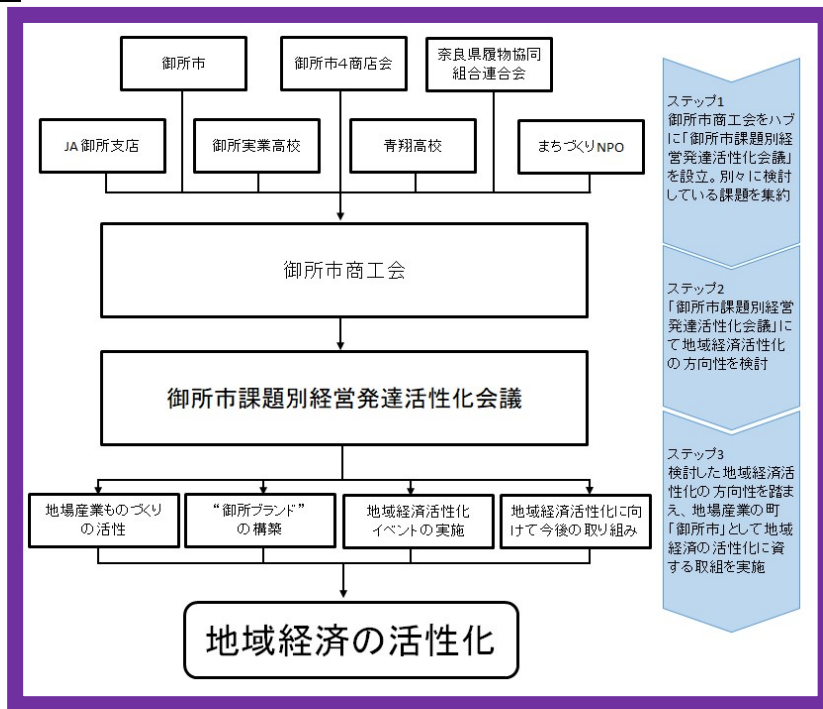 御所市
御所市4商店会
奈良県履物協同
組合連合会
JA御所支店
御所実業高校
青翔高校
まちづくりNPO
御所市商工会
御所市課題別経営発達活性化会議
地場産業ものづくり
の活性
“御所ブランド”
の構築
地域経済活性化
イベントの実施
地域経済活性化に向
けて今後の取り組み
地域経済の活性化
ステップ1
御所市商工会をハブ
に「御所市課題別経
営発達活性化会議」
を設立。別々に検討
している課題を集約
ステップ2
「御所市課題別経営
発達活性化会議」に
て地域経済活性化
の方向性を検討
ステップ3
検討した地域経済活
性化の方向性を踏ま
え、地場産業の町
「御所市」として地域
経済の活性化に資
する取組を実施